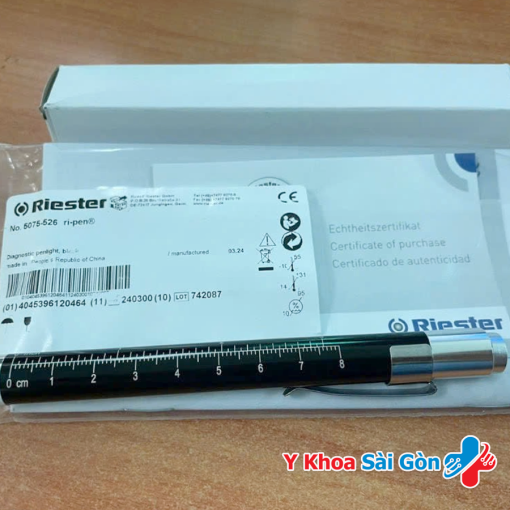 Riester
No. 5075-526 ri-pen®
Diagnostic penlight,
made in People's Republic of China
manufactured 03.24
(01) 4045396120464 (11) 240300 (10) LOT 742087
Echtheitszertifikat
Certificate of purchase
Certificado de autenticidad
Riester
0 cm 1 2 3 4 5 6 7 8
Y Khoa Sài Gòn